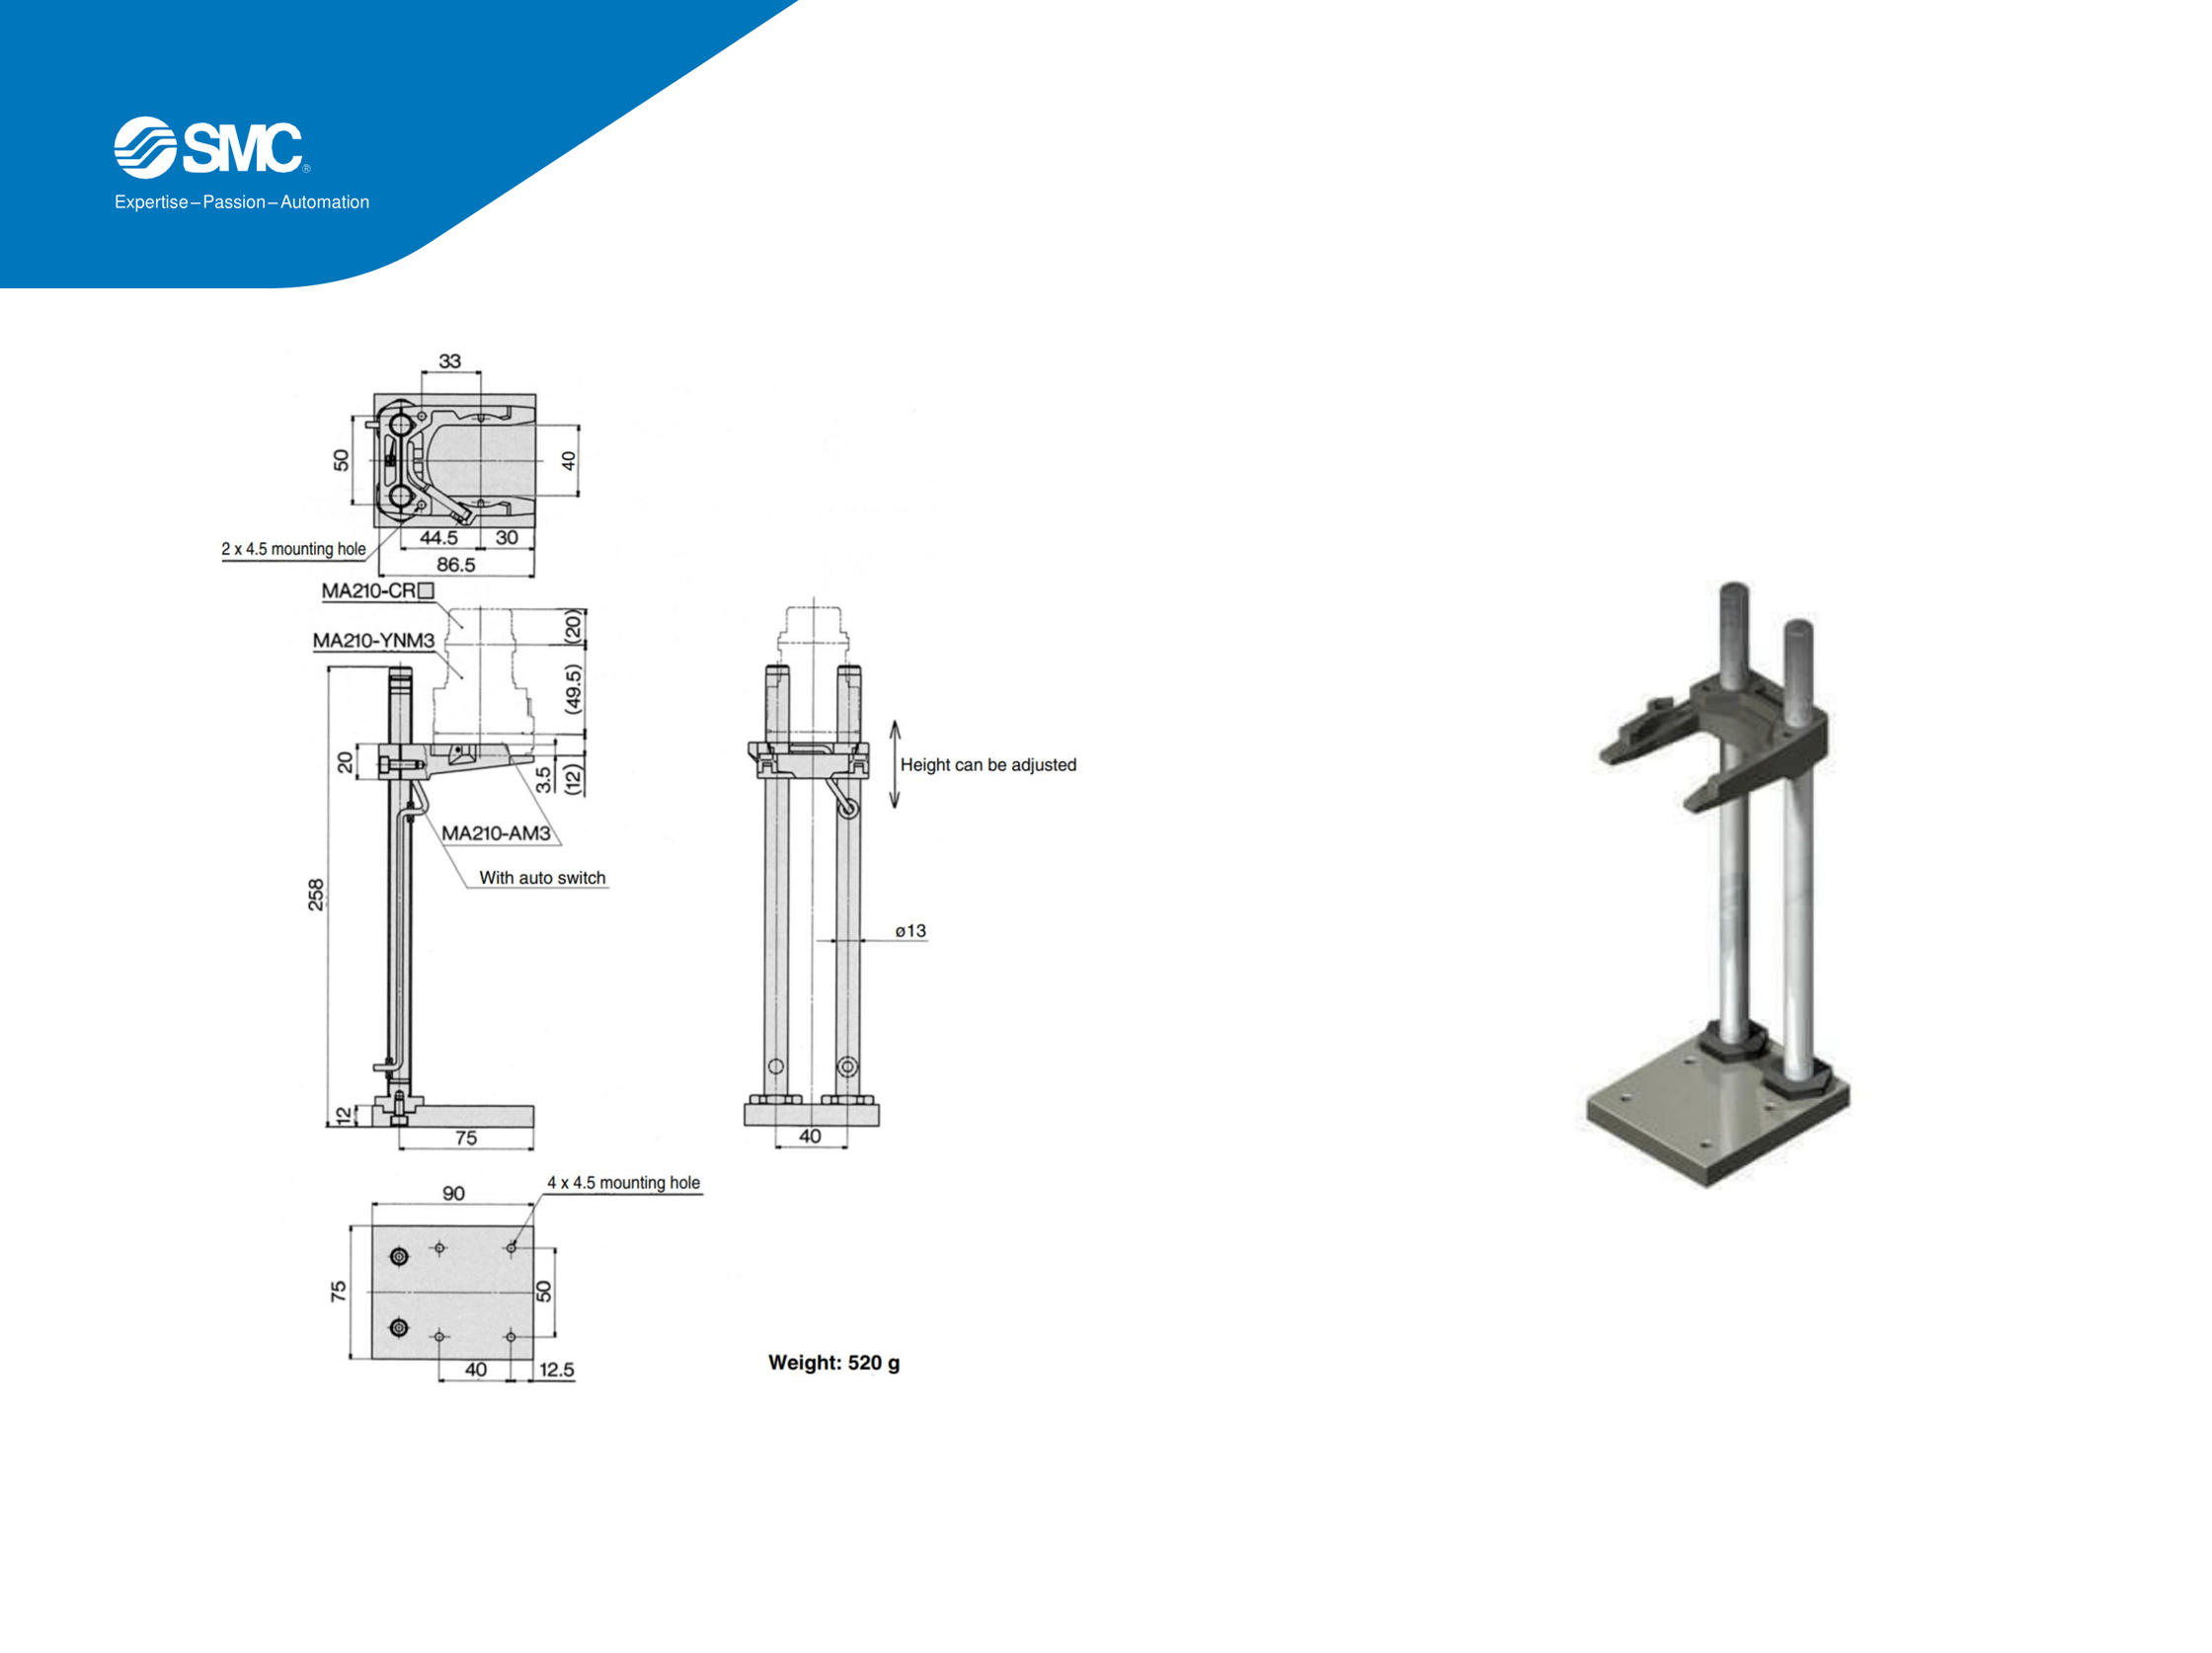 SMC®
Expertise–Passion–Automation
33
50
40
2 x 4.5 mounting hole
44.5
30
86.5
MA210-CR□
MA210-YNM3
(20)
(49.5)
20
3.5
(12)
Height can be adjusted
MA210-AM3
With auto switch
258
ø13
12
75
40
4 x 4.5 mounting hole
90
75
50
40
12.5
Weight: 520 g